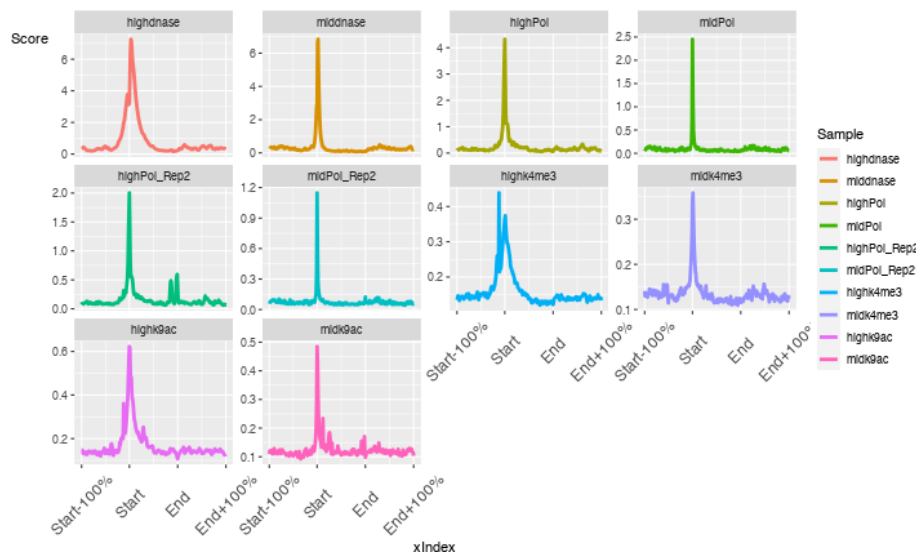 Score
highdnase
middnase
highPol
midPol
6
4
2
0
6
4
2
0
4
3
2
1
0
2.5
2.0
1.5
1.0
0.5
0.0
highPol_Rep2
midPol_Rep2
highk4me3
midk4me3
2.0
1.5
1.0
0.5
0.0
1.2
0.9
0.6
0.3
0.0
0.4
0.3
0.2
0.3
0.2
0.1
Start-100%
Start
End
End+100%
Start-100%
Start
End
End+100%
highk9ac
midk9ac
0.6
0.4
0.2
0.5
0.4
0.3
0.2
0.1
Start-100%
Start
End
End+100%
Start-100%
Start
End
End+100%
xIndex
Sample
highdnase
middnase
highPol
midPol
highPol_Rep2
midPol_Rep2
highk4me3
midk4me3
highk9ac
midk9ac